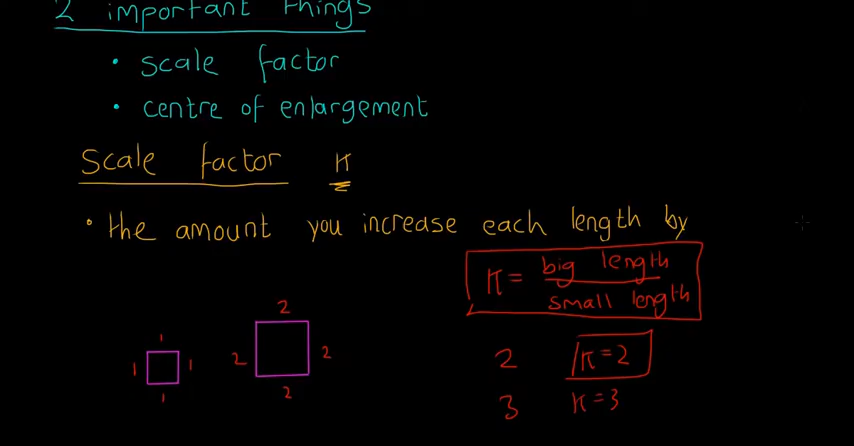 2 important things
• scale factor
• centre of enlargement
Scale factor K
• the amount you increase each length by
K = big length
small length
2
1
2 2
1 1
2
1
2 K=2
3 K=3